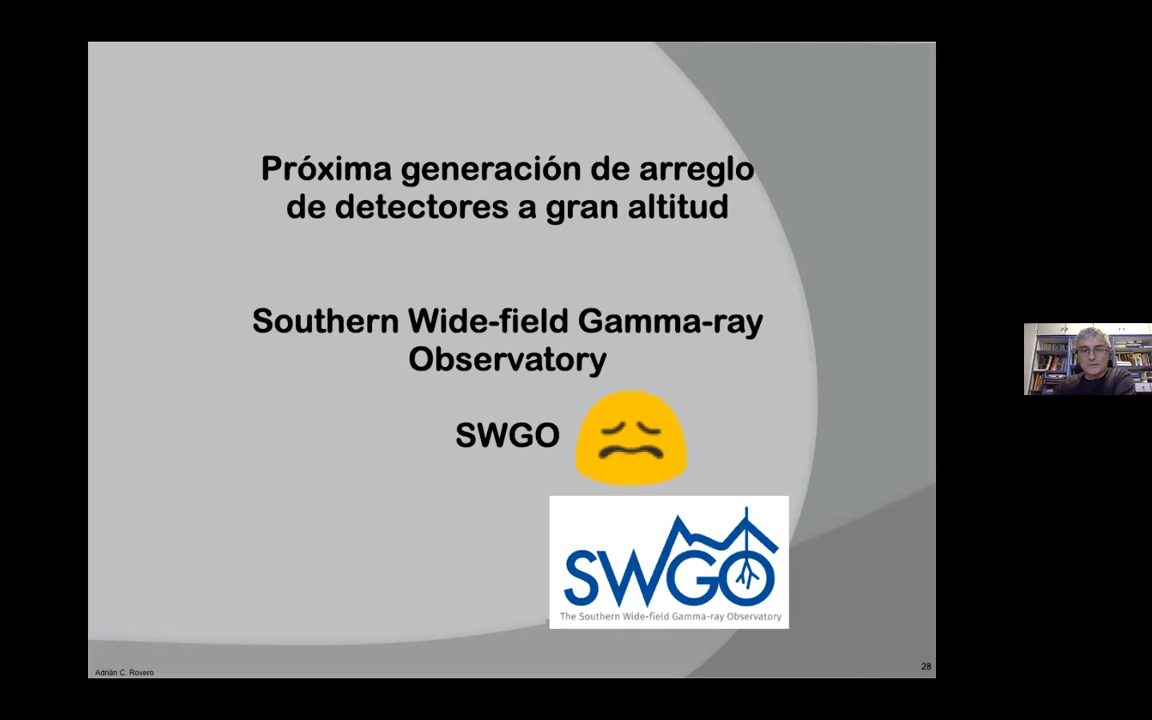 Próxima generación de arreglo
de detectores a gran altitud
Southern Wide-field Gamma-ray
Observatory
SWGO
SWGO
The Southern Wide-field Gamma-ray Observatory
Adrián C. Rovero
28